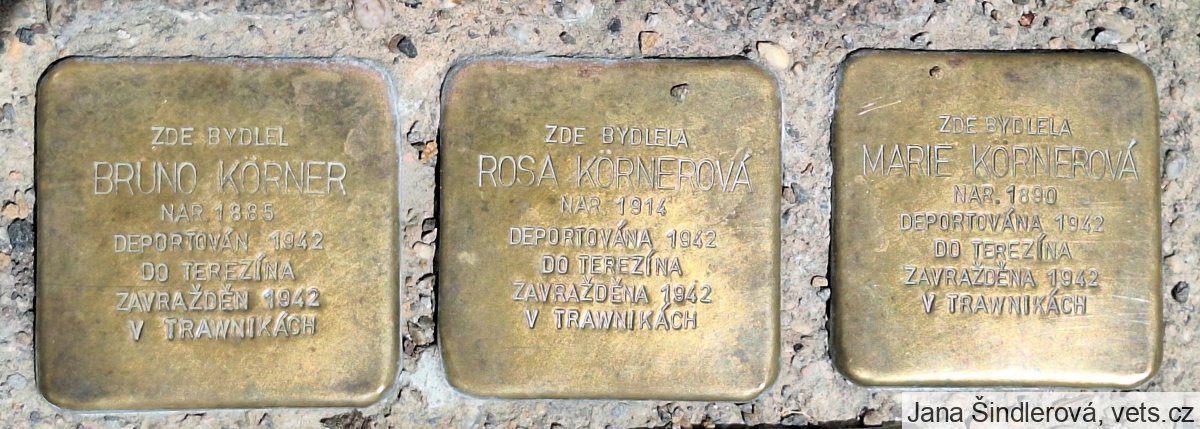 ZDE BYDLEL
BRUNO KÖRNER
NAR. 1885
DEPORTOVÁN 1942
DO TEREZÍNA
ZAVRAŽDĚN 1942
V TRAWNIKÁCH
ZDE BYDLELA
ROSA KÖRNEROVÁ
NAR. 1914
DEPORTOVÁNA 1942
DO TEREZÍNA
ZAVRAŽDĚNA 1942
V TRAWNIKÁCH
ZDE BYDLELA
MARIE KÖRNEROVÁ
NAR. 1890
DEPORTOVÁNA 1942
DO TEREZÍNA
ZAVRAŽDĚNA 1942
V TRAWNIKÁCH
Jana Šindlerová, vets.cz